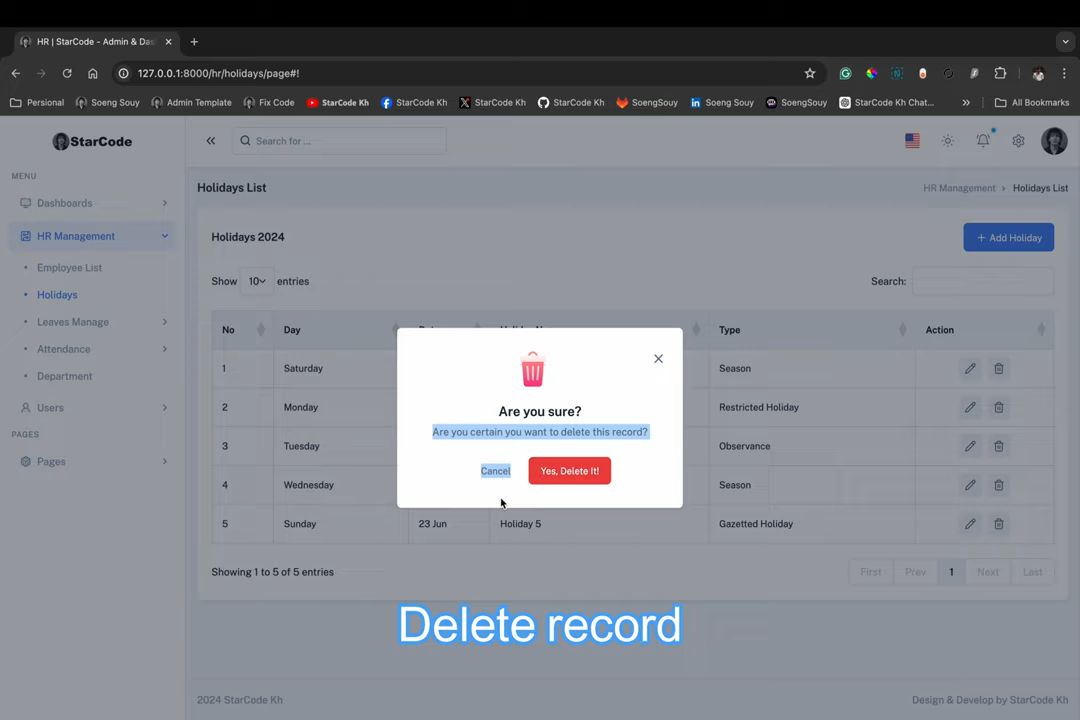 HR | StarCode - Admin & Das
127.0.0.1:8000/hr/holidays/page#!
Personal
Soeng Souy
Admin Template
Fix Code
StarCode Kh
StarCode Kh
StarCode Kh
StarCode Kh
SoengSouy
Soeng Souy
SoengSouy
StarCode Kh Chat...
All Bookmarks
StarCode
Search for ...
MENU
Dashboards
HR Management
Employee List
Holidays
Leaves Manage
Attendance
Department
Users
PAGES
Pages
Holidays List
HR Management
Holidays List
Holidays 2024
+ Add Holiday
Show 10 entries
Search:
No Day Type Action
1 Saturday Season
2 Monday Restricted Holiday
3 Tuesday Observance
4 Wednesday Season
5 Sunday 23 Jun Holiday 5 Gazetted Holiday
Are you sure?
Are you certain you want to delete this record?
Cancel
Yes, Delete It!
Showing 1 to 5 of 5 entries
First Prev 1 Next Last
Delete record
2024 StarCode Kh
Design & Develop by StarCode Kh